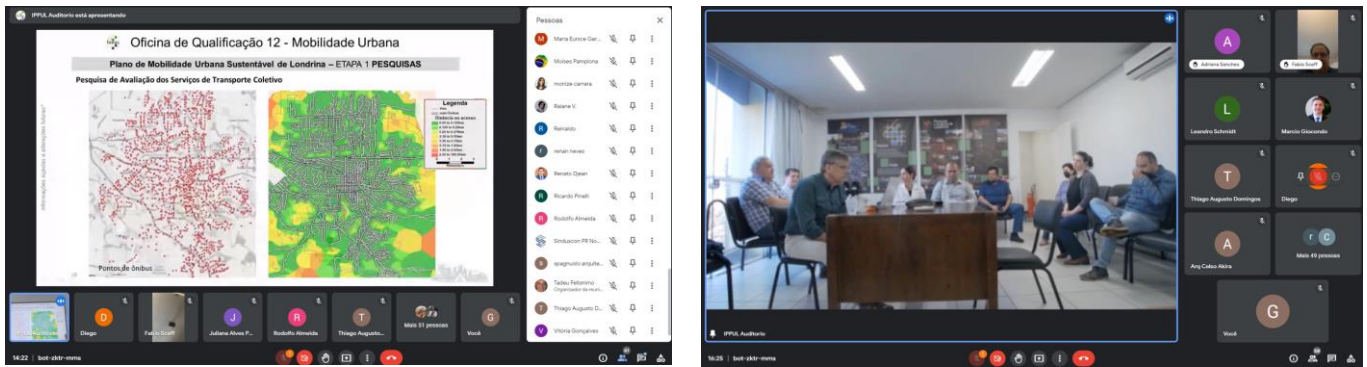 IPPUL Auditorio está apresentando
Oficina de Qualificação 12 - Mobilidade Urbana
Plano de Mobilidade Urbana Sustentável de Londrina – ETAPA 1 PESQUISAS
Pesquisa de Avaliação dos Serviços de Transporte Coletivo
Legenda
Pontos de ônibus
Diego
Fabio Scaff
Juliana Alves P...
Rodolfo Almeida
Thiago Augusto...
Mais 51 pessoas
Você
14:22 | bot-zktr-mma
Pessoas
Maria Eunice Gar...
Moises Pamplona
monize carrara
Raiane V.
Reinaldo
renan neves
Renato Ojean
Ricardo Pinelli
Rodolfo Almeida
Sinduscon PR No...
spagnuolo arquite...
Tadeu Felismino
Organizador da reuni...
Thiago Augusto D...
Vitória Gonçalves
IPPUL Auditorio
16:25 | bot-zktr-mma
Adriana Sanches
Fabio Scaff
Leandro Schmidt
Marcio Giocondo
Thiago Augusto Domingos
Diego
Arq Celso Akira
Mais 49 pessoas
Você